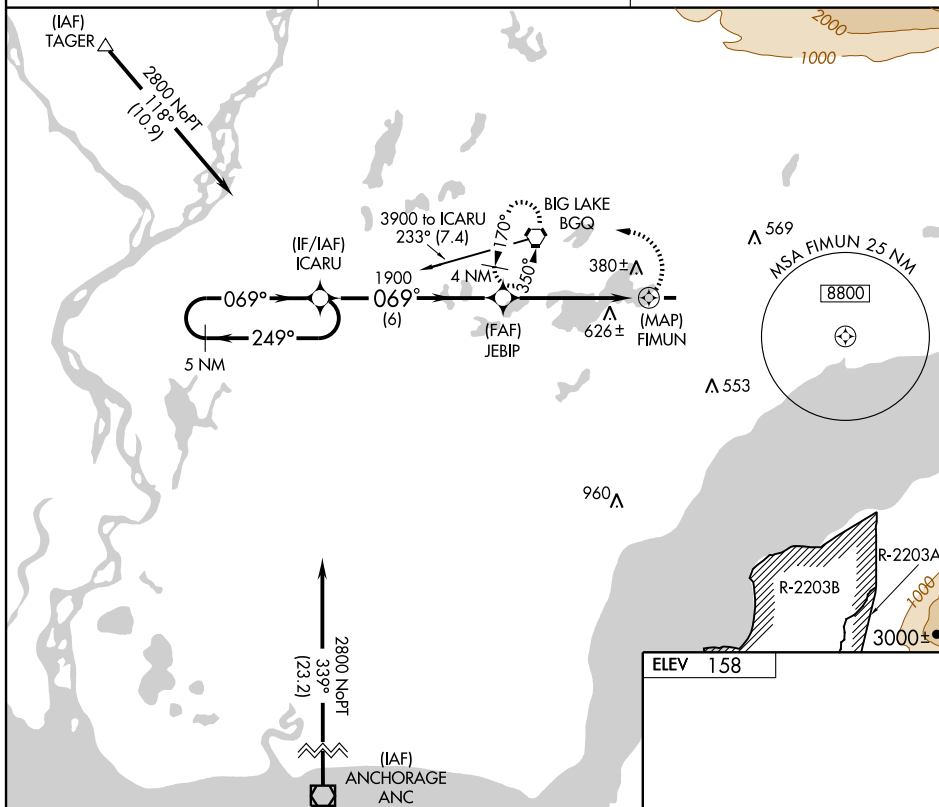 (IAF)
TAGER
2800 NoPT
118°
(10.9)
2000
1000
3900 to ICARU
233° (7.4)
170°
BIG LAKE
BGQ
569
MSA FIMUN 25 NM
8800
(IF/IAF)
ICARU
1900
4 NM
350°
380±
069°
069°
(6)
249°
5 NM
(FAF)
JEBIP
626±
(MAP)
FIMUN
553
960
R-2203B
R-2203A
1000
3000±
2800 NoPT
339°
(23.2)
ELEV 158
(IAF)
ANCHORAGE
ANC